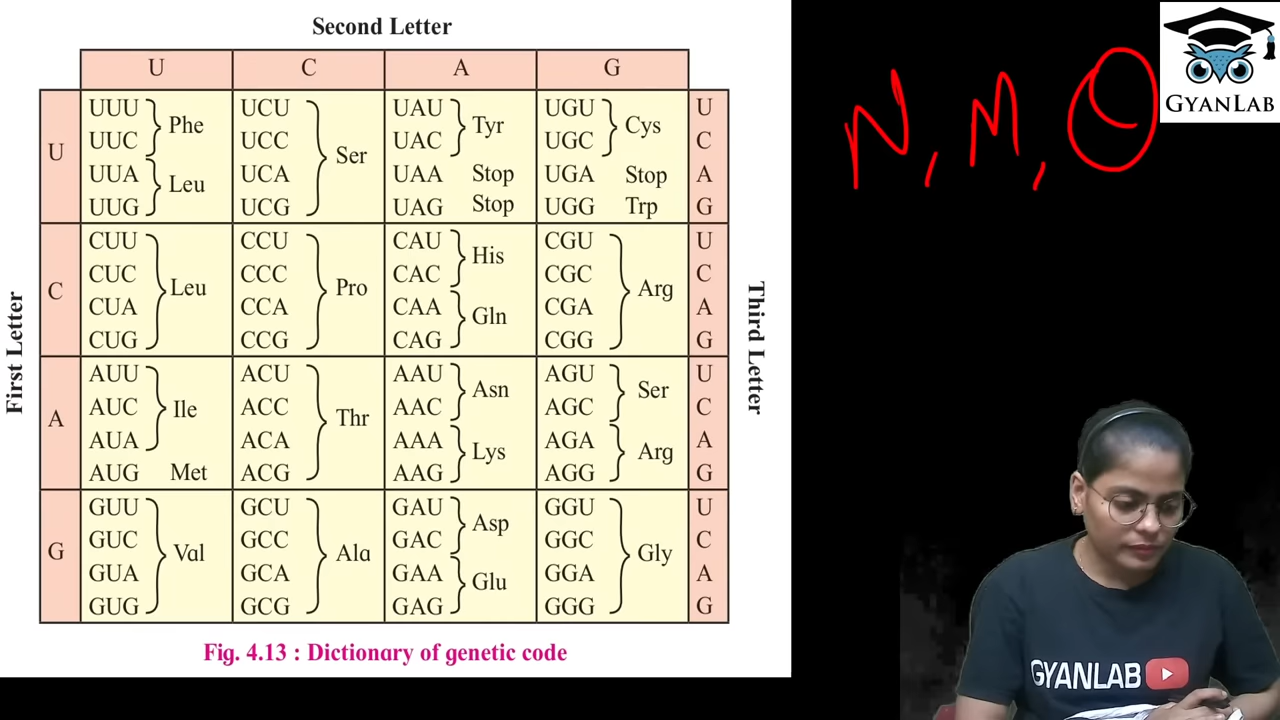 Second Letter
U C A G
First Letter
U
UUU UUC Phe
UUA UUG Leu
UCU UCC UCA UCG Ser
UAU UAC Tyr
UAA Stop
UAG Stop
UGU UGC Cys
UGA Stop
UGG Trp
U C A G
C
CUU CUC CUA CUG Leu
CCU CCC CCA CCG Pro
CAU CAC His
CAA CAG Gln
CGU CGC CGA CGG Arg
U C A G
A
AUU AUC AUA Ile
AUG Met
ACU ACC ACA ACG Thr
AAU AAC Asn
AAA AAG Lys
AGU AGC Ser
AGA AGG Arg
U C A G
G
GUU GUC GUA GUG Val
GCU GCC GCA GCG Ala
GAU GAC Asp
GAA GAG Glu
GGU GGC GGA GGG Gly
U C A G
Third Letter
Fig. 4.13 : Dictionary of genetic code
N, M,
GYANLAB
GYANLAB